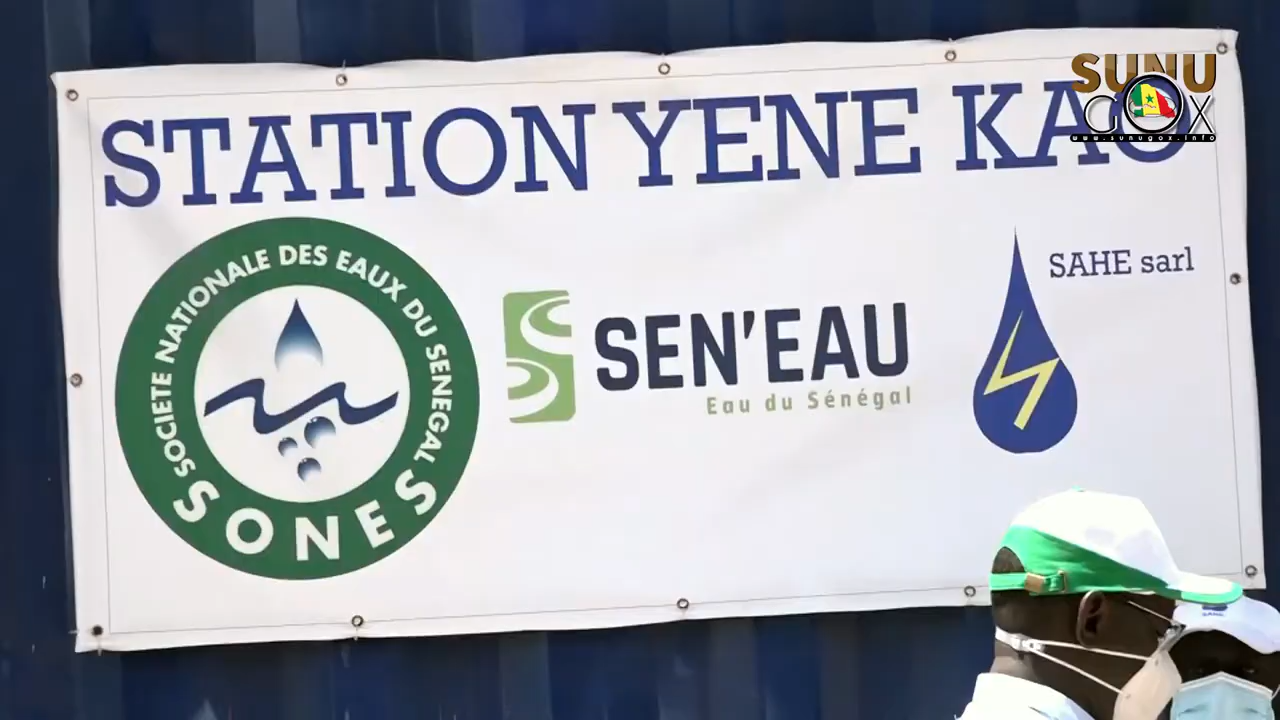 SUNU
GOX
www.sunugox.info
STATION YENE KAO
SOCIETE NATIONALE DES EAUX DU SENEGAL
SONES
SEN'EAU
Eau du Sénégal
SAHE sarl